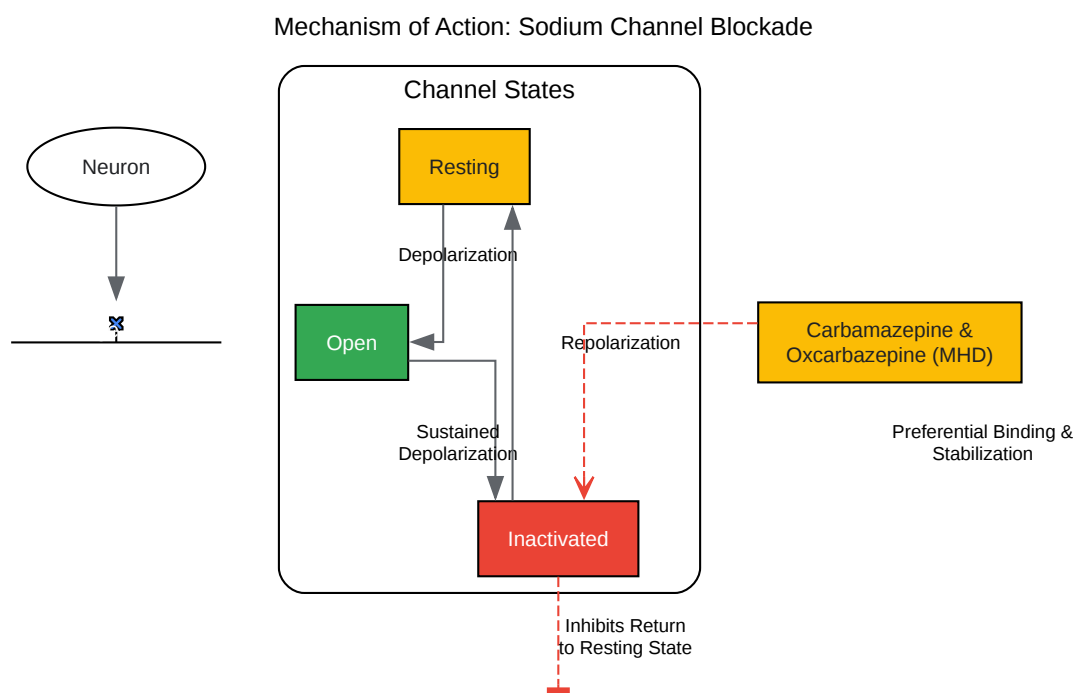 Mechanism of Action: Sodium Channel Blockade
Channel States
Neuron
Resting
Depolarization
Open
Repolarization
Carbamazepine &
Oxcarbazepine (MHD)
Sustained
Depolarization
Preferential Binding &
Stabilization
Inactivated
Inhibits Return
to Resting State